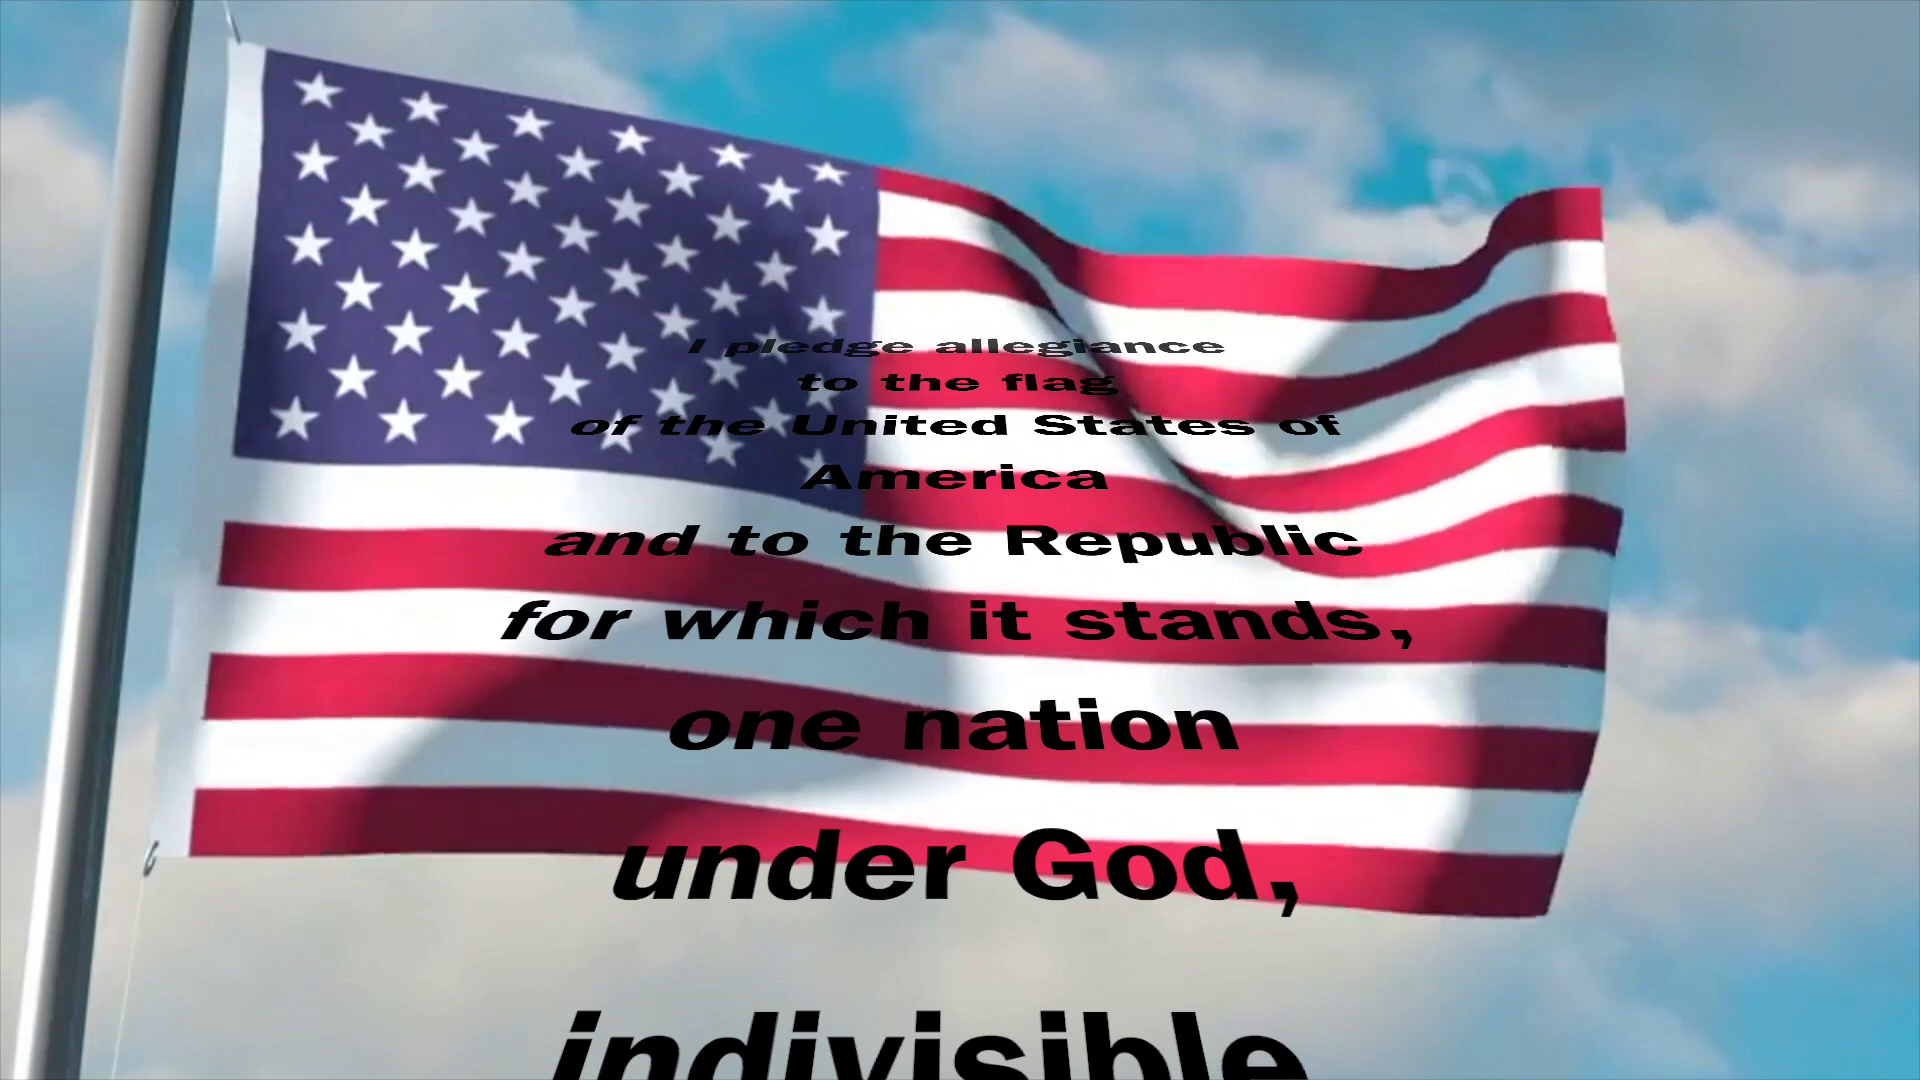 I pledge allegiance
to the flag
of the United States of
America
and to the Republic
for which it stands,
one nation
under God,
indivisible